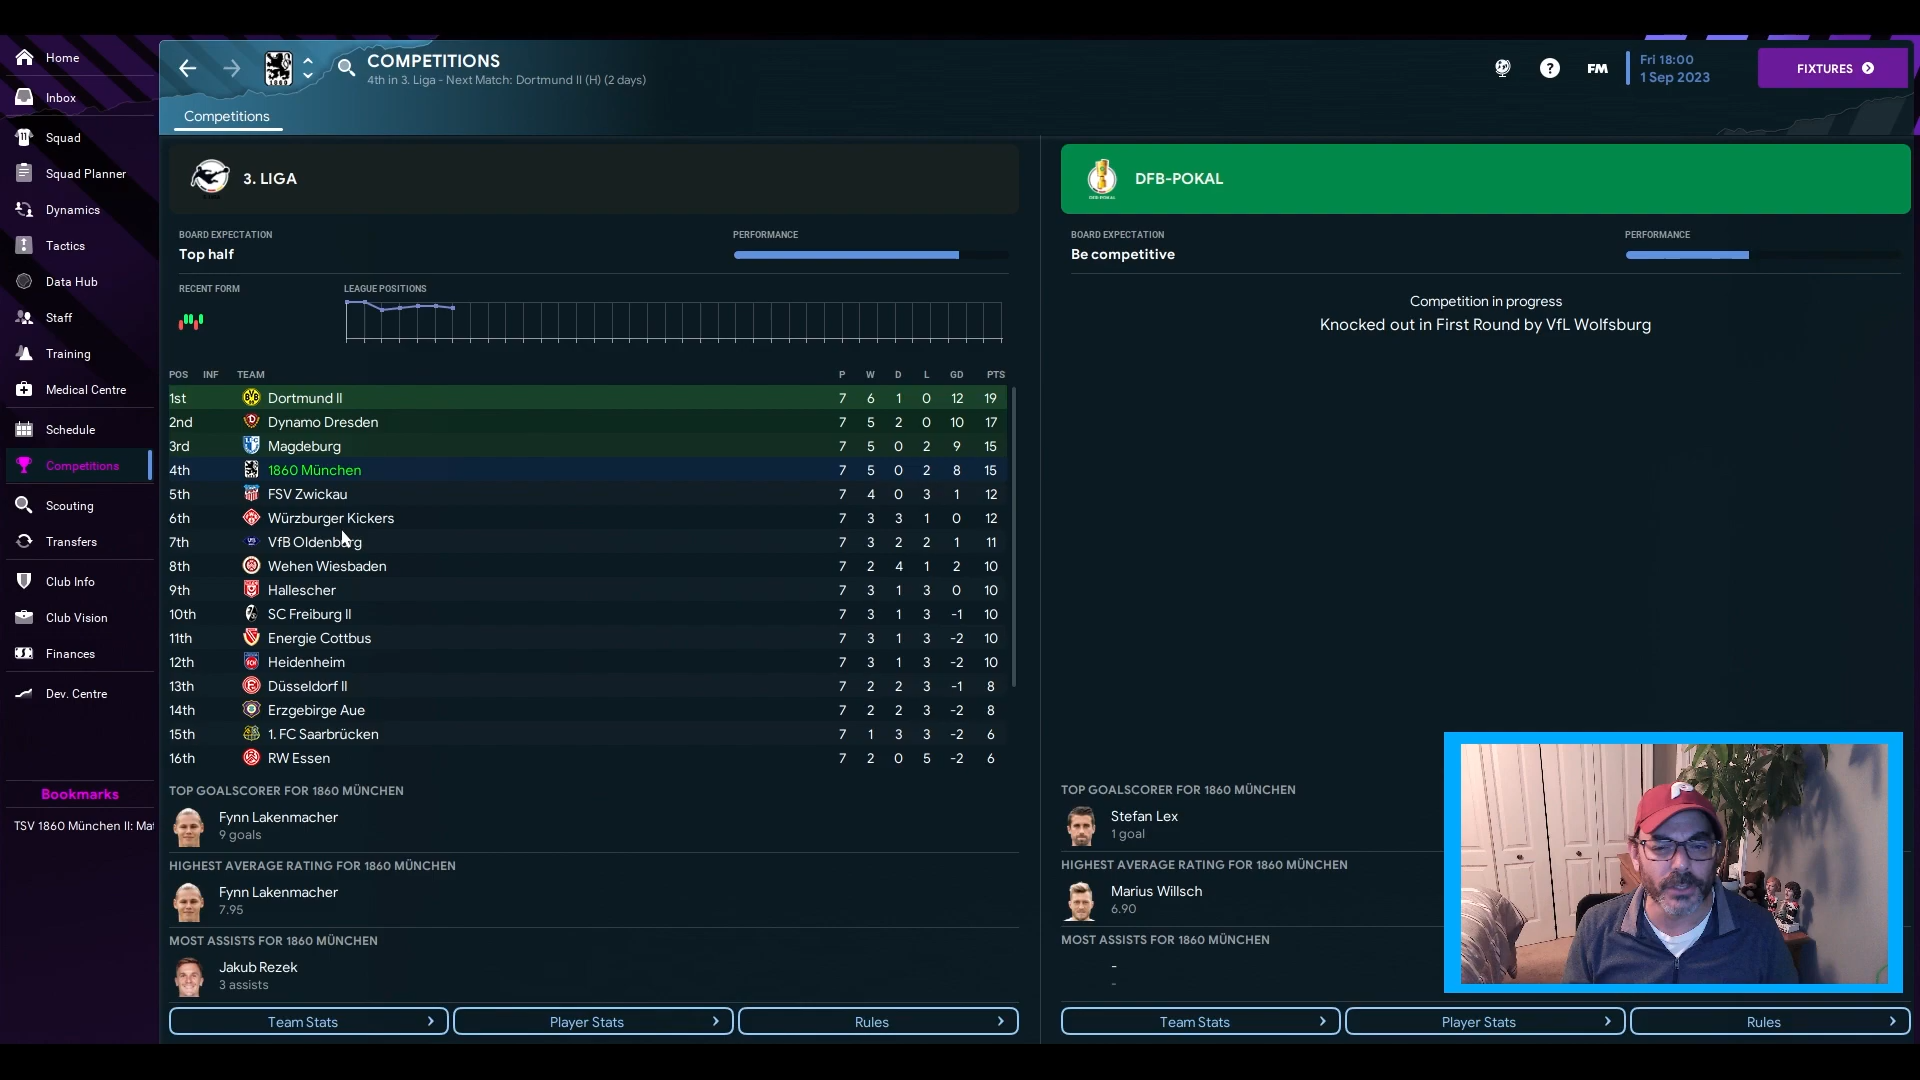 Home
Inbox
Squad
Squad Planner
Dynamics
Tactics
Data Hub
Staff
Training
Medical Centre
Schedule
Competitions
Scouting
Transfers
Club Info
Club Vision
Finances
Dev. Centre
Bookmarks
TSV 1860 München II: Mat
COMPETITIONS
4th in 3. Liga - Next Match: Dortmund II (H) (2 days)
? FM
Fri 18:00
1 Sep 2023
FIXTURES
Competitions
3. LIGA
BOARD EXPECTATION PERFORMANCE
Top half
RECENT FORM LEAGUE POSITIONS
POS INF TEAM P W D L GD PTS
1st Dortmund II 7 6 1 0 12 19
2nd Dynamo Dresden 7 5 2 0 10 17
3rd Magdeburg 7 5 0 2 9 15
4th 1860 München 7 5 0 2 8 15
5th FSV Zwickau 7 4 0 3 1 12
6th Würzburger Kickers 7 3 3 1 0 12
7th VfB Oldenburg 7 3 2 2 1 11
8th Wehen Wiesbaden 7 2 4 1 2 10
9th Hallescher 7 3 1 3 0 10
10th SC Freiburg II 7 3 1 3 -1 10
11th Energie Cottbus 7 3 1 3 -2 10
12th Heidenheim 7 3 1 3 -2 10
13th Düsseldorf II 7 2 2 3 -1 8
14th Erzgebirge Aue 7 2 2 3 -2 8
15th 1. FC Saarbrücken 7 1 3 3 -2 6
16th RW Essen 7 2 0 5 -2 6
TOP GOALSCORER FOR 1860 MÜNCHEN
Fynn Lakenmacher
9 goals
HIGHEST AVERAGE RATING FOR 1860 MÜNCHEN
Fynn Lakenmacher
7.95
MOST ASSISTS FOR 1860 MÜNCHEN
Jakub Rezek
3 assists
Team Stats Player Stats Rules
DFB-POKAL
BOARD EXPECTATION PERFORMANCE
Be competitive
Competition in progress
Knocked out in First Round by VfL Wolfsburg
TOP GOALSCORER FOR 1860 MÜNCHEN
Stefan Lex
1 goal
HIGHEST AVERAGE RATING FOR 1860 MÜNCHEN
Marius Willsch
6.90
MOST ASSISTS FOR 1860 MÜNCHEN
-
-
Team Stats Player Stats Rules